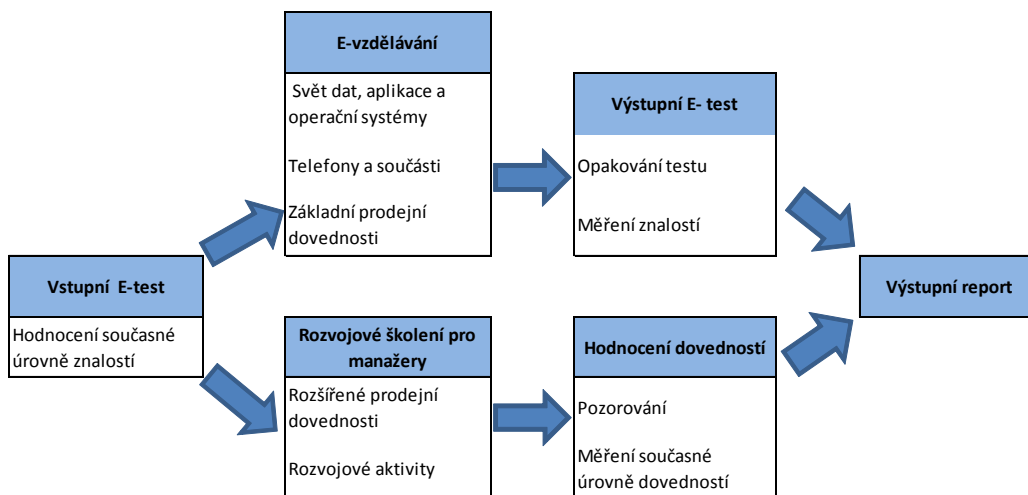 E-vzdělávání
Svět dat, aplikace a
operační systémy
Telefony a součásti
Základní prodejní
dovednosti
Výstupní E- test
Opakování testu
Měření znalostí
Vstupní E-test
Hodnocení současné
úrovně znalostí
Výstupní report
Rozvojové školení pro
manažery
Rozšířené prodejní
dovednosti
Rozvojové aktivity
Hodnocení dovedností
Pozorování
Měření současné
úrovně dovedností